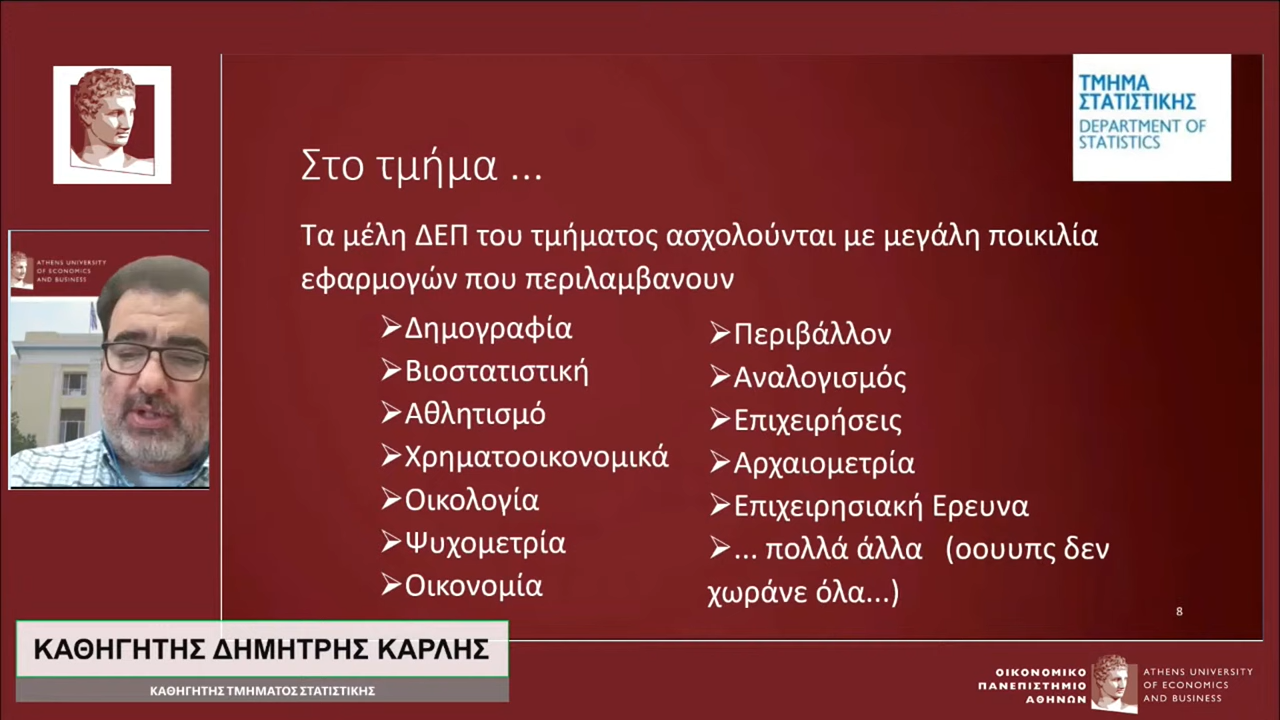 ΤΜΗΜΑ
ΣΤΑΤΙΣΤΙΚΗΣ
DEPARTMENT OF
STATISTICS
Στο τμήμα ...
Τα μέλη ΔΕΠ του τμήματος ασχολούνται με μεγάλη ποικιλία
εφαρμογών που περιλαμβανουν
➢Δημογραφία
➢Βιοστατιστική
➢Αθλητισμό
➢Χρηματοοικονομικά
➢Οικολογία
➢Ψυχομετρία
➢Οικονομία
➢Περιβάλλον
➢Αναλογισμός
➢Επιχειρήσεις
➢Αρχαιομετρία
➢Επιχειρησιακή Ερευνα
➢... πολλά άλλα (οουυπς δεν
χωράνε όλα...)
8
ATHENS UNIVERSITY
OF ECONOMICS
AND BUSINESS
ΚΑΘΗΓΗΤΗΣ ΔΗΜΗΤΡΗΣ ΚΑΡΛΗΣ
ΚΑΘΗΓΗΤΗΣ ΤΜΗΜΑΤΟΣ ΣΤΑΤΙΣΤΙΚΗΣ
ΟΙΚΟΝΟΜΙΚΟ
ΠΑΝΕΠΙΣΤΗΜΙΟ
ΑΘΗΝΩΝ
ATHENS UNIVERSITY
OF ECONOMICS
AND BUSINESS